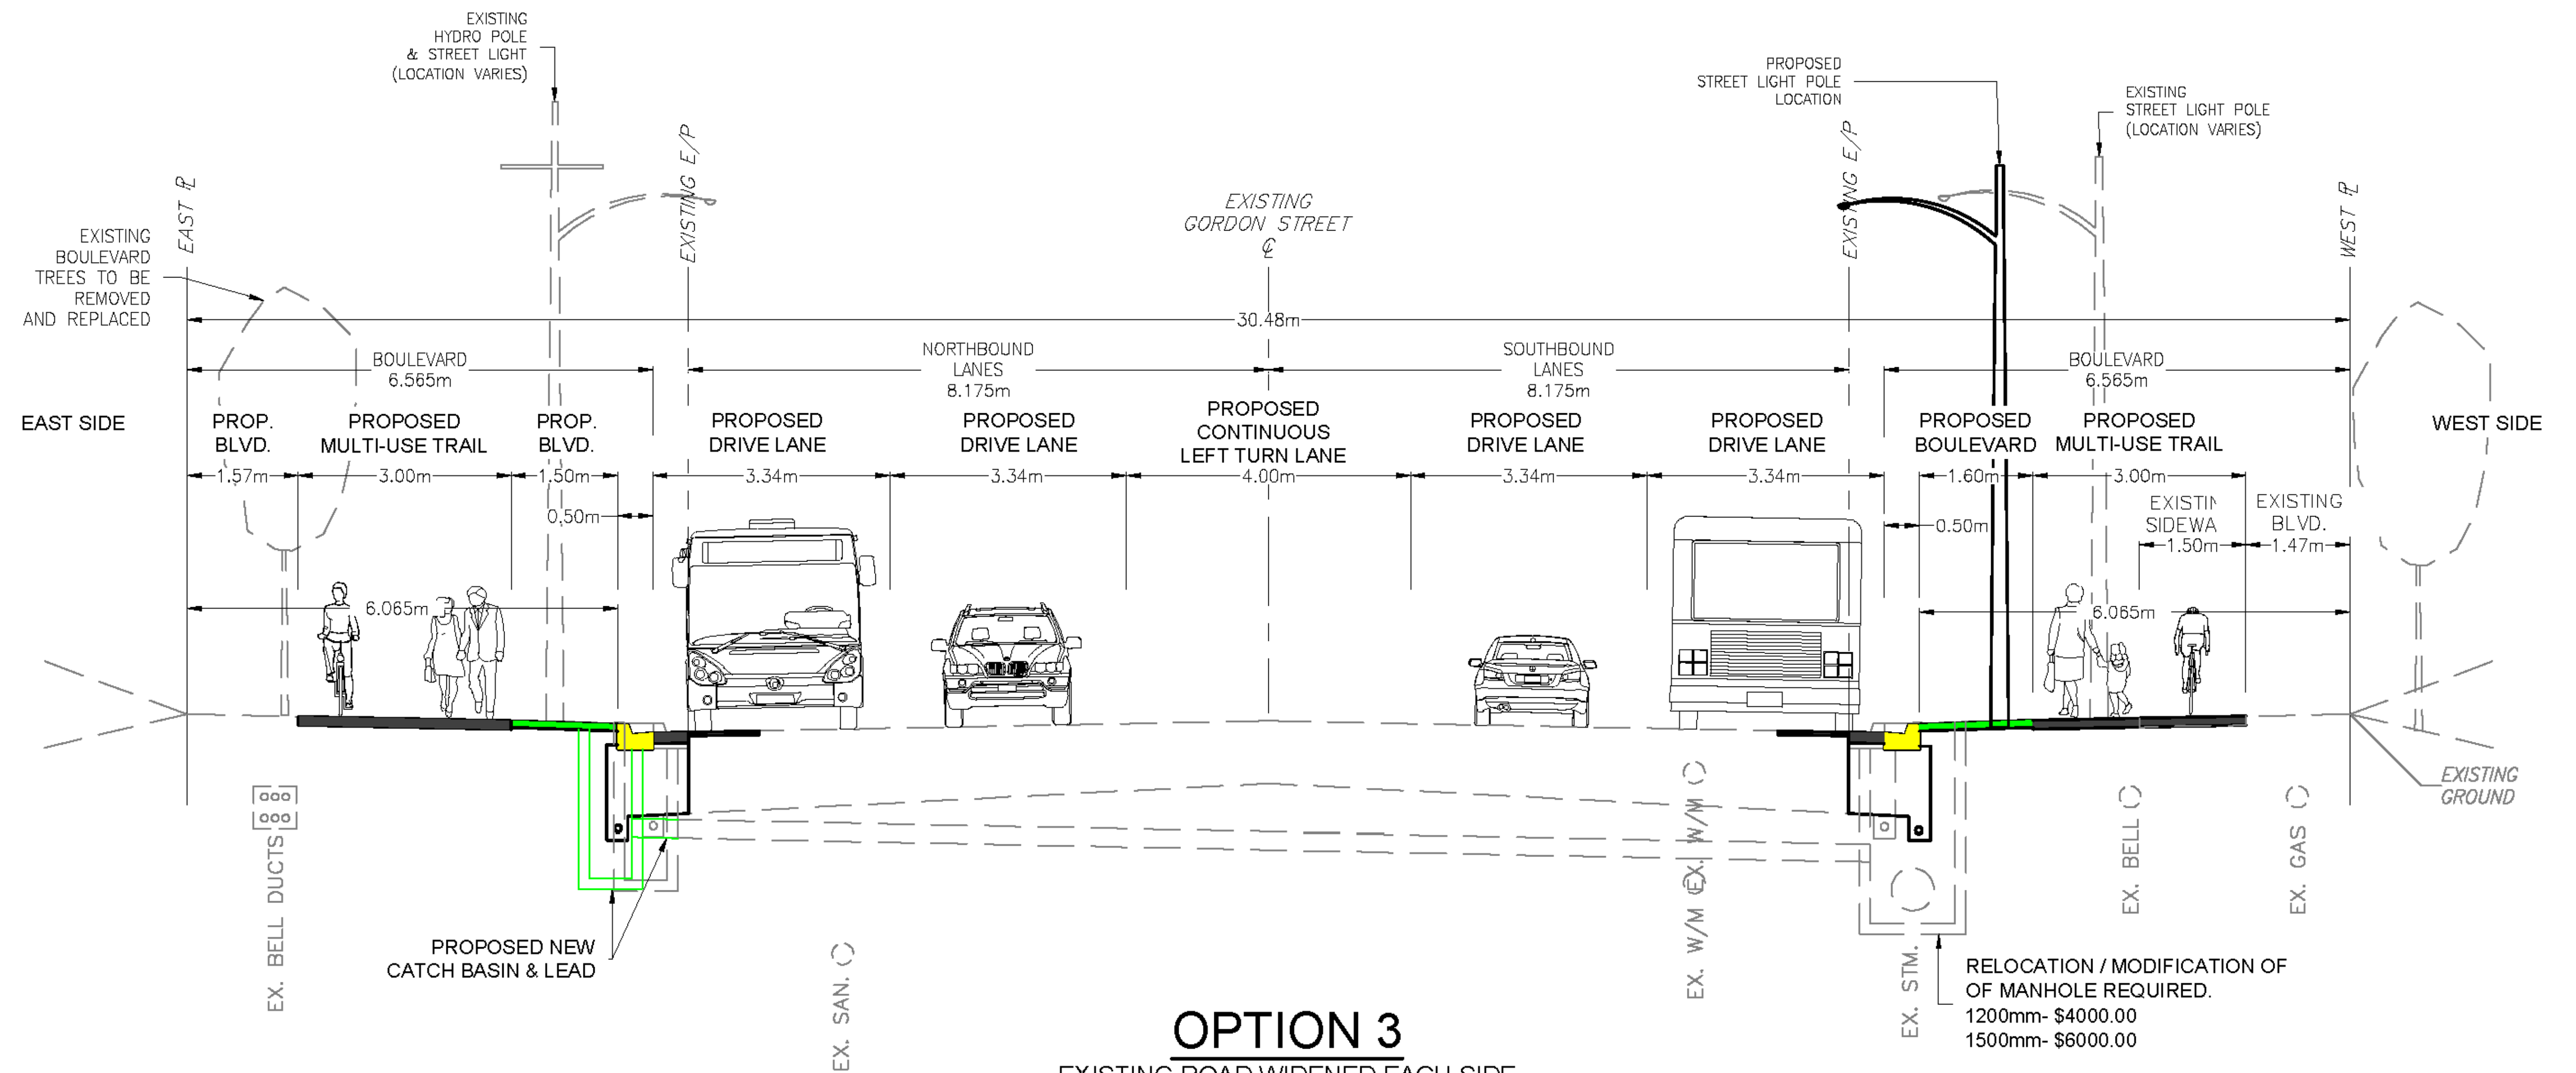 EXISTING
HYDRO POLE
& STREET LIGHT
(LOCATION VARIES)
PROPOSED
STREET LIGHT POLE
LOCATION
EXISTING
STREET LIGHT POLE
(LOCATION VARIES)
EAST ⅊
EXISTING E/P
EXISTING
GORDON STREET
℄
EXISTING E/P
WEST ⅊
EXISTING
BOULEVARD
TREES TO BE
REMOVED
AND REPLACED
30.48m
BOULEVARD
6.565m
NORTHBOUND
LANES
8.175m
SOUTHBOUND
LANES
8.175m
BOULEVARD
6.565m
EAST SIDE
PROP.
BLVD.
PROPOSED
MULTI-USE TRAIL
PROP.
BLVD.
PROPOSED
DRIVE LANE
PROPOSED
DRIVE LANE
PROPOSED
CONTINUOUS
LEFT TURN LANE
PROPOSED
DRIVE LANE
PROPOSED
DRIVE LANE
PROPOSED
BOULEVARD
PROPOSED
MULTI-USE TRAIL
WEST SIDE
1.57m
3.00m
1.50m
3.34m
3.34m
4.00m
3.34m
3.34m
1.60m
3.00m
0.50m
0.50m
EXISTIN
SIDEWA
1.50m
EXISTING
BLVD.
1.47m
6.065m
6.065m
EXISTING
GROUND
EX. BELL DUCTS
PROPOSED NEW
CATCH BASIN & LEAD
EX. SAN.
EX. W/M
EX. W/M
EX. STM.
EX. BELL
EX. GAS
RELOCATION / MODIFICATION OF
OF MANHOLE REQUIRED.
1200mm- $4000.00
1500mm- $6000.00
OPTION 3
EXISTING ROAD WIDENED EACH SIDE